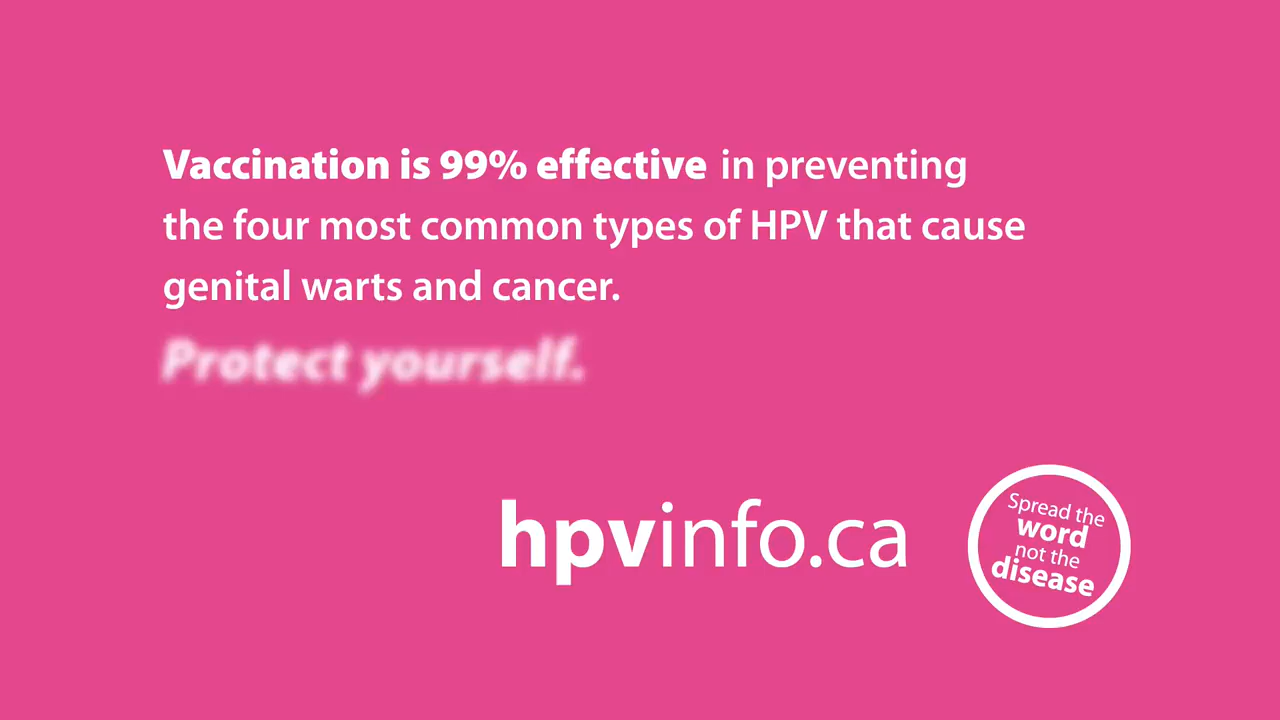 Vaccination is 99% effective in preventing
the four most common types of HPV that cause
genital warts and cancer.
Protect yourself.
hpvinfo.ca
Spread the
word
not the
disease